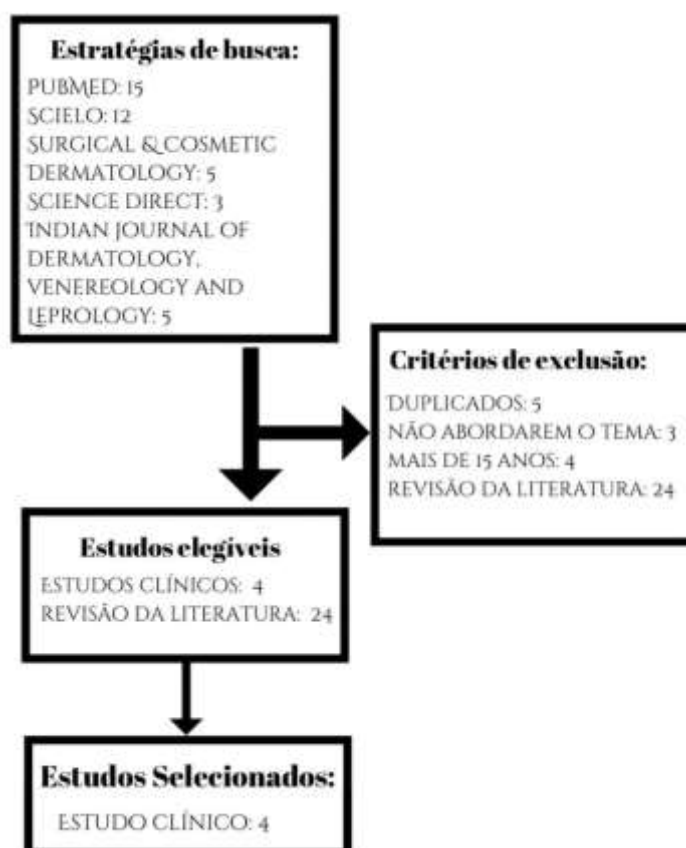 Estratégias de busca:
PUBMED: 15
SCIELO: 12
SURGICAL & COSMETIC
DERMATOLOGY: 5
SCIENCE DIRECT: 3
INDIAN JOURNAL OF
DERMATOLOGY,
VENEREOLOGY AND
LEPROLOGY: 5
Critérios de exclusão:
DUPLICADOS: 5
NÃO ABORDAREM O TEMA: 3
MAIS DE 15 ANOS: 4
REVISÃO DA LITERATURA: 24
Estudos elegíveis
ESTUDOS CLÍNICOS: 4
REVISÃO DA LITERATURA: 24
Estudos Selecionados:
ESTUDO CLÍNICO: 4